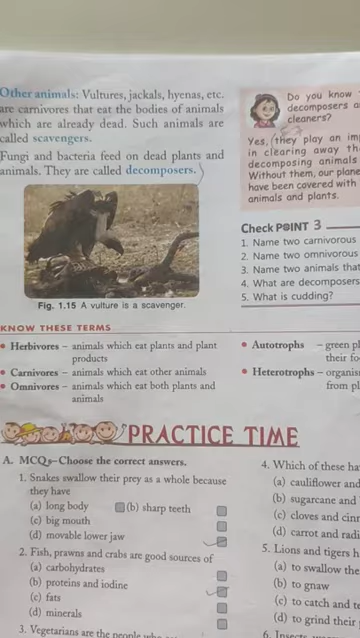 Other animals: Vultures, jackals, hyenas, etc.
are carnivores that eat the bodies of animals
which are already dead. Such animals are
called scavengers.
Fungi and bacteria feed on dead plants and
animals. They are called decomposers.
Fig. 1.15 A vulture is a scavenger.
Do you know
decomposers a
cleaners?
Yes, they play an im
in clearing away th
decomposing animals
Without them, our plane
have been covered with
animals and plants.
Check POINT 3
1. Name two carnivorous
2. Name two omnivorous
3. Name two animals that
4. What are decomposers
5. What is cudding?
KNOW THESE TERMS
• Herbivores – animals which eat plants and plant
products
• Carnivores – animals which eat other animals
• Omnivores – animals which eat both plants and
animals
• Autotrophs – green pl
their fo
• Heterotrophs – organis
from pl
PRACTICE TIME
A. MCQs–Choose the correct answers.
1. Snakes swallow their prey as a whole because
they have
(a) long body (b) sharp teeth
(c) big mouth
(d) movable lower jaw
2. Fish, prawns and crabs are good sources of
(a) carbohydrates
(b) proteins and iodine
(c) fats
(d) minerals
3. Vegetarians are the people who
4. Which of these ha
(a) cauliflower and
(b) sugarcane and
(c) cloves and cinn
(d) carrot and radi
5. Lions and tigers h
(a) to swallow the
(b) to gnaw
(c) to catch and te
(d) to grind their
6. Insects